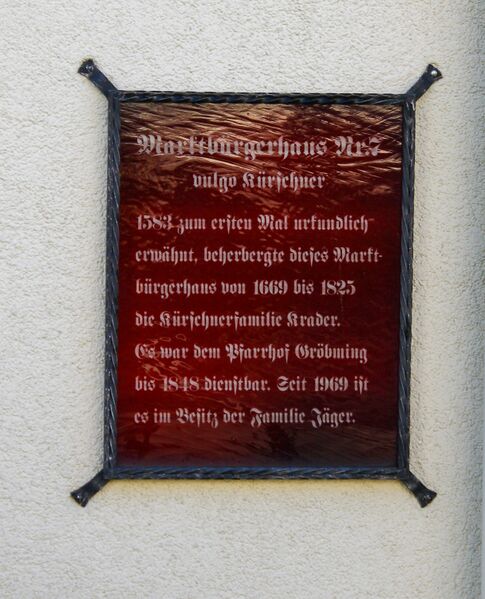 Marktbürgerhaus Nr.7
vulgo Kürschner
1583 zum ersten Mal urkundlich
erwähnt, beherbergte dieses Markt-
bürgerhaus von 1669 bis 1825
die Kürschnerfamilie Krader.
Es war dem Pfarrhof Gröbming
bis 1848 dienstbar. Seit 1969 ist
es im Besitz der Familie Jäger.